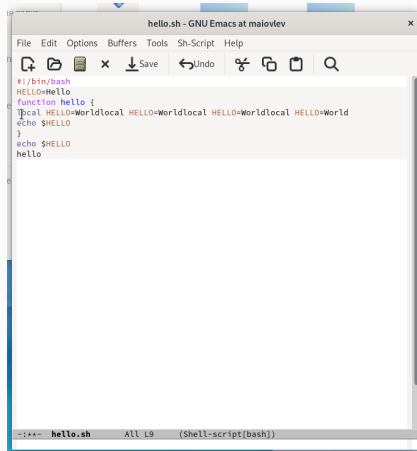 hello.sh - GNU Emacs at maiovlev
File Edit Options Buffers Tools Sh-Script Help
Save Undo
#!/bin/bash
HELLO=Hello
function hello {
local HELLO=Worldlocal HELLO=Worldlocal HELLO=Worldlocal HELLO=World
echo $HELLO
}
echo $HELLO
hello
-:**- hello.sh All L9 (Shell-script[bash])